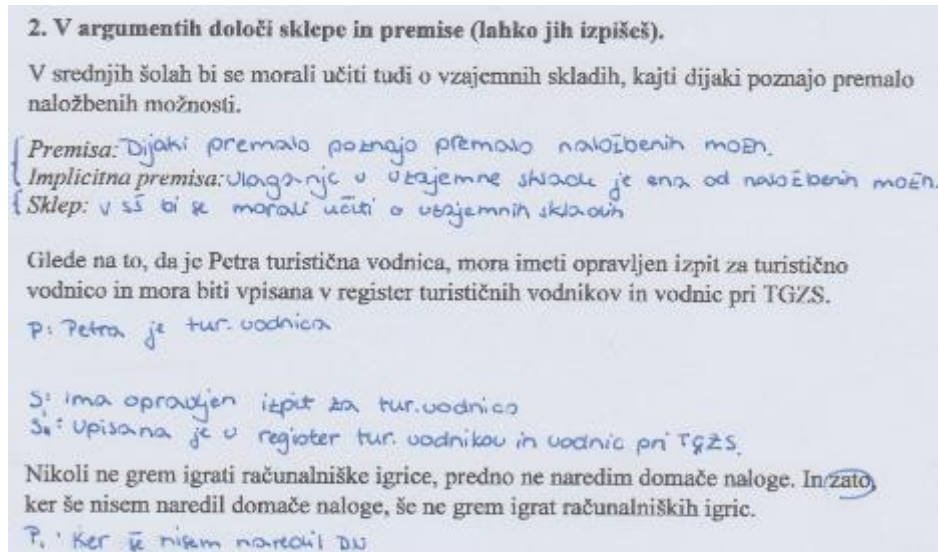 2. V argumentih določi sklepe in premise (lahko jih izpišeš).
V srednjih šolah bi se morali učiti tudi o vzajemnih skladih, kajti dijaki poznajo premalo
naložbenih možnosti.
Premisa: Dijaki premalo poznajo premalo naložbenih možn.
Implicitna premisa: Vlaganje v vzajemne sklade je ena od naložbenih možn.
Sklep: v sš bi se morali učiti o vzajemnih skladih
Glede na to, da je Petra turistična vodnica, mora imeti opravljen izpit za turistično
vodnico in mora biti vpisana v register turističnih vodnikov in vodnic pri TGZS.
P: Petra je tur. vodnica
S: ima opravljen izpit za tur. vodnico
Vpisana je v regioter tur. vodnikov in vodnic pri TGŽS.
Nikoli ne grem igrati računalniške igrice, predno ne naredim domače naloge. In zato,
ker še nisem naredil domače naloge, še ne grem igrat računalniških igric.
P1: Ker še nisem naredil DN